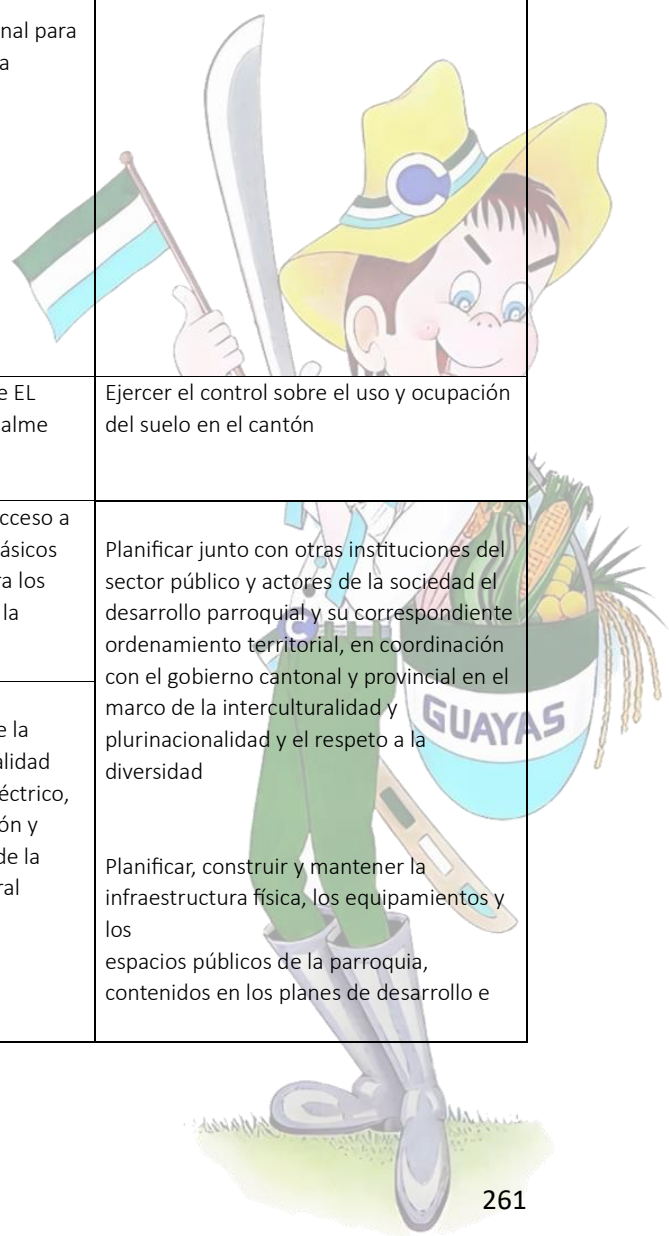 nal para
a
e EL
alme
Ejercer el control sobre el uso y ocupación
del suelo en el cantón
cceso a
ásicos
ra los
la
e la
alidad
éctrico,
ón y
de la
ral
Planificar junto con otras instituciones del
sector público y actores de la sociedad el
desarrollo parroquial y su correspondiente
ordenamiento territorial, en coordinación
con el gobierno cantonal y provincial en el
marco de la interculturalidad y
plurinacionalidad y el respeto a la
diversidad
Planificar, construir y mantener la
infraestructura física, los equipamientos y
los
espacios públicos de la parroquia,
contenidos en los planes de desarrollo e
GUAYAS
261